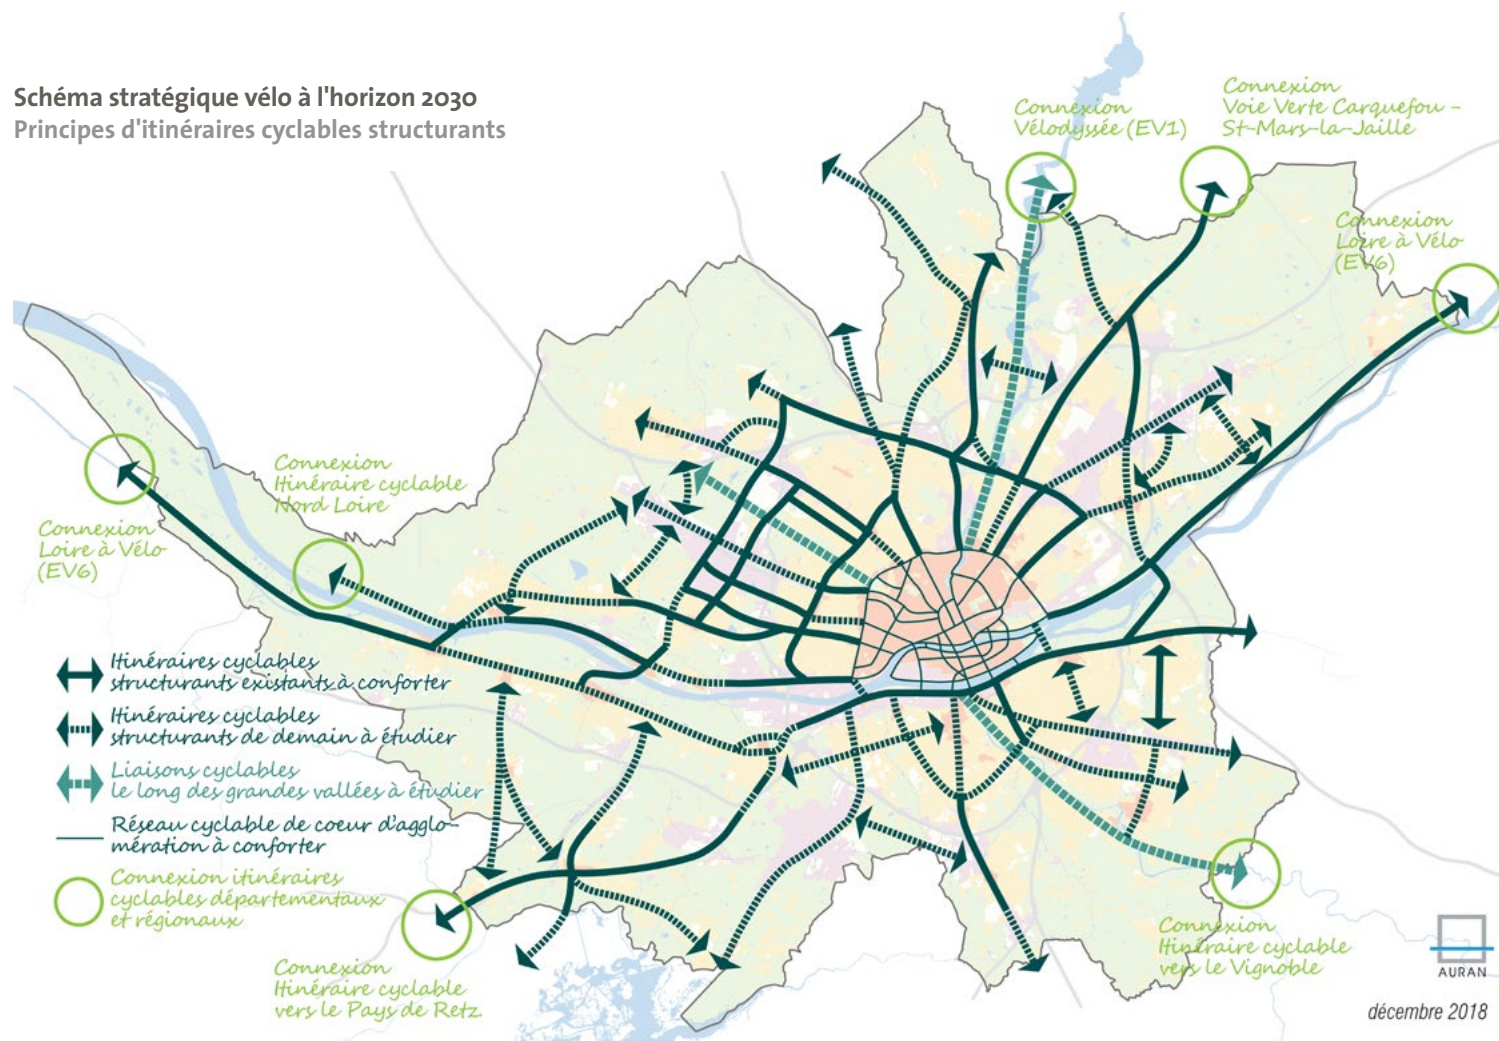 Schéma stratégique vélo à l'horizon 2030
Principes d'itinéraires cyclables structurants
Connexion
Vélodyssée (EV1)
Connexion
Voie Verte Carquefou -
St-Mars-la-Jaille
Connexion
Loire à Vélo
(EV6)
Connexion
Itinéraire cyclable
Nord Loire
Connexion
Loire à Vélo
(EV6)
Itinéraires cyclables
structurants existants à conforter
Itinéraires cyclables
structurants de demain à étudier
Liaisons cyclables
le long des grandes vallées à étudier
Réseau cyclable de coeur d'agglo-
mération à conforter
Connexion itinéraires
cyclables départementaux
et régionaux
Connexion
Itinéraire cyclable
vers le Pays de Retz
Connexion
Itinéraire cyclable
vers le Vignoble
AURAN
décembre 2018